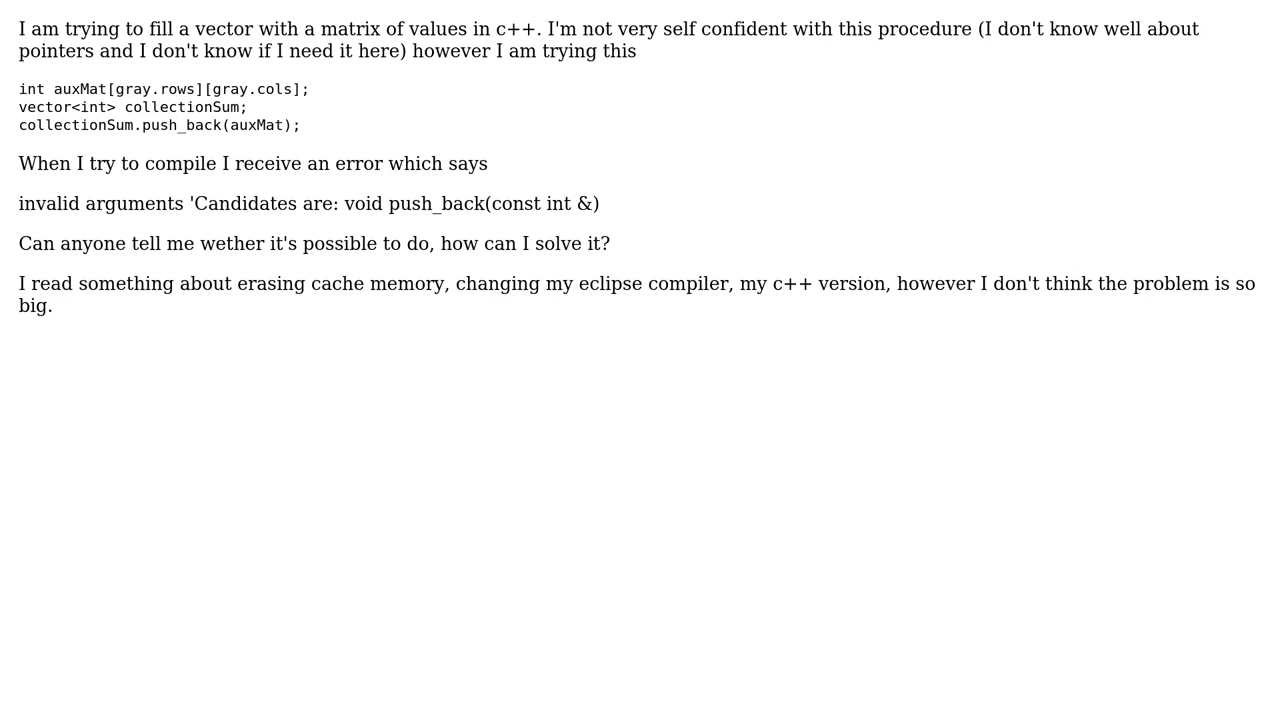 I am trying to fill a vector with a matrix of values in c++. I'm not very self confident with this procedure (I don't know well about
pointers and I don't know if I need it here) however I am trying this
int auxMat[gray.rows][gray.cols];
vector<int> collectionSum;
collectionSum.push_back(auxMat);
When I try to compile I receive an error which says
invalid arguments 'Candidates are: void push_back(const int &)
Can anyone tell me wether it's possible to do, how can I solve it?
I read something about erasing cache memory, changing my eclipse compiler, my c++ version, however I don't think the problem is so
big.